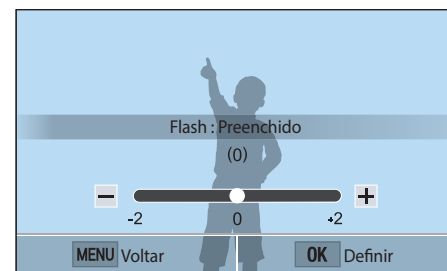 Flash : Preenchido
(0)
-2 0 +2
MENU Voltar OK Definir